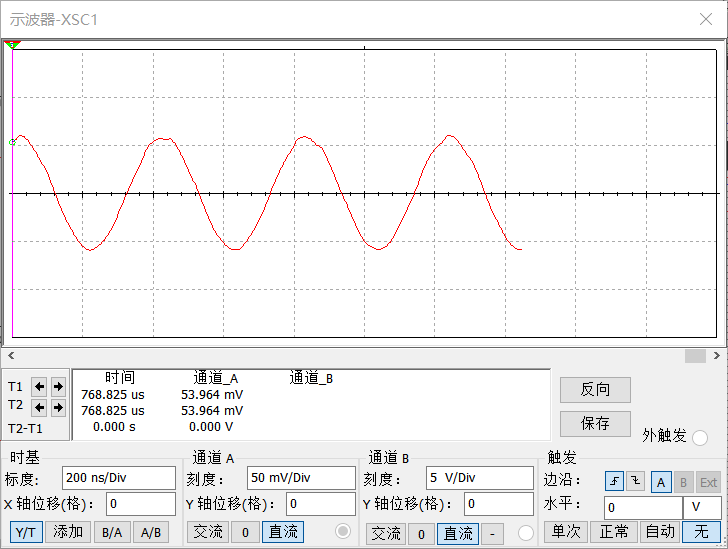 示波器-XSC1
T1
T2
T2-T1
时间 通道_A 通道_B
768.825 us 53.964 mV
768.825 us 53.964 mV
0.000 s 0.000 V
反向
保存
外触发
时基
标度: 200 ns/Div
X 轴位移(格): 0
Y/T 添加 B/A A/B
通道 A
刻度: 50 mV/Div
Y 轴位移(格): 0
交流 0 直流
通道 B
刻度: 5 V/Div
Y 轴位移(格): 0
交流 0 直流 -
触发
边沿: A B Ext
水平: 0 V
单次 正常 自动 无